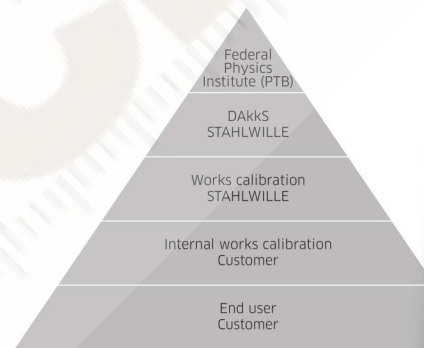 Federal
Physics
Institute (PTB)
DAkkS
STAHLWILLE
Works calibration
STAHLWILLE
Internal works calibration
Customer
End user
Customer